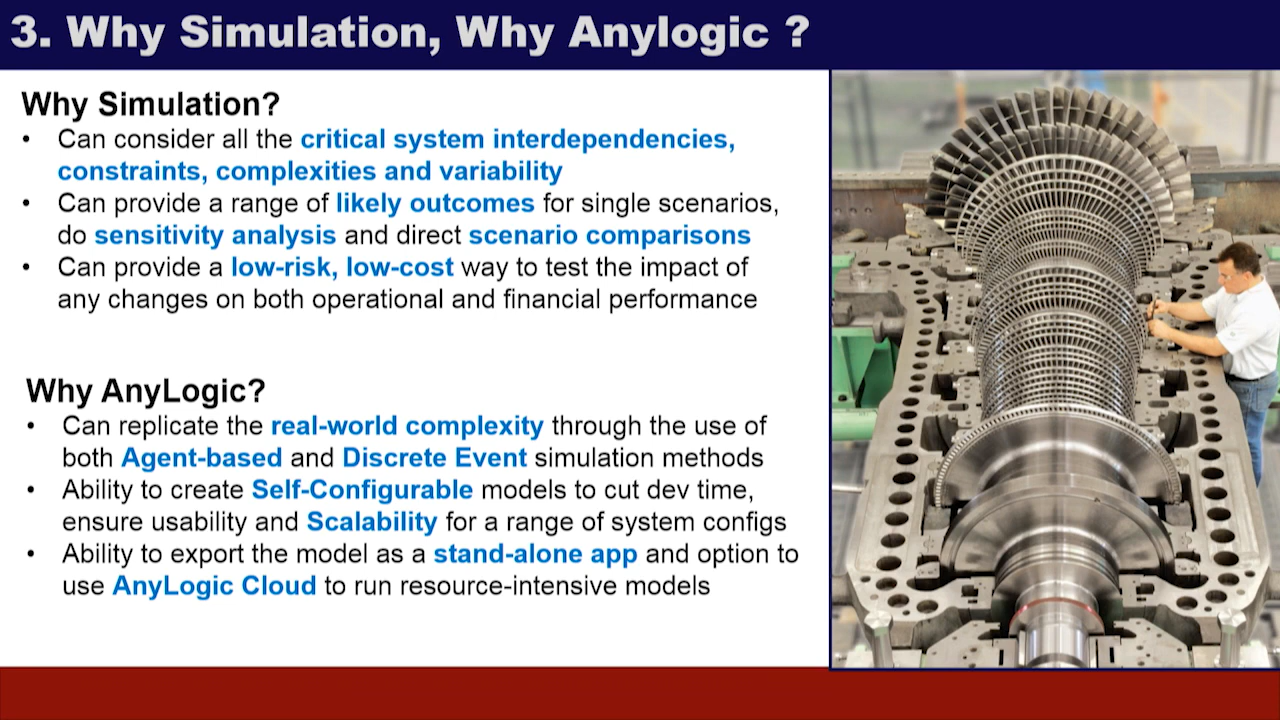 3. Why Simulation, Why Anylogic ?
Why Simulation?
• Can consider all the critical system interdependencies,
constraints, complexities and variability
• Can provide a range of likely outcomes for single scenarios,
do sensitivity analysis and direct scenario comparisons
• Can provide a low-risk, low-cost way to test the impact of
any changes on both operational and financial performance
Why AnyLogic?
• Can replicate the real-world complexity through the use of
both Agent-based and Discrete Event simulation methods
• Ability to create Self-Configurable models to cut dev time,
ensure usability and Scalability for a range of system configs
• Ability to export the model as a stand-alone app and option to
use AnyLogic Cloud to run resource-intensive models